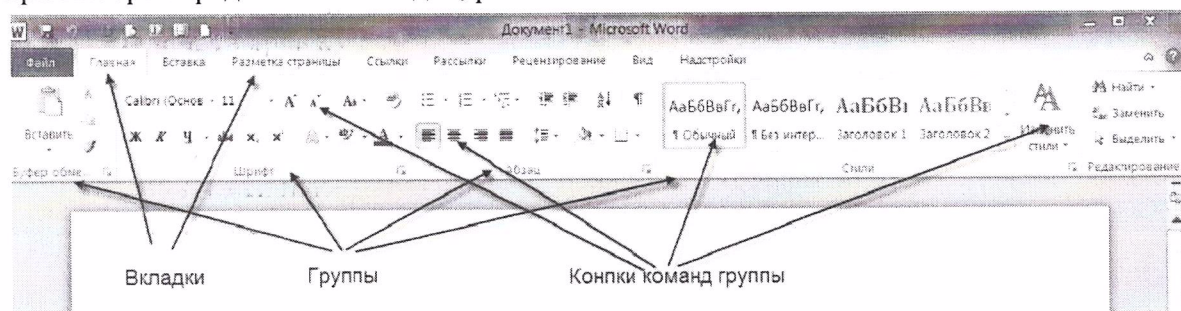 Документ1 - Microsoft Word
Файл Главная Вставка Разметка страницы Ссылки Рассылки Рецензирование Вид Надстройки
Calibri (Основ 11 Найти
АаБбВвГг, АаБбВвГг, АаБбВı АаБбВв Заменить
Вставить Ж К Ч ¶ Обычный ¶ Без интер... Заголовок 1 Заголовок 2 Изменить стили Выделить
Буфер обме... Шрифт Абзац Стили Редактирование
Вкладки Группы Конпки команд группы